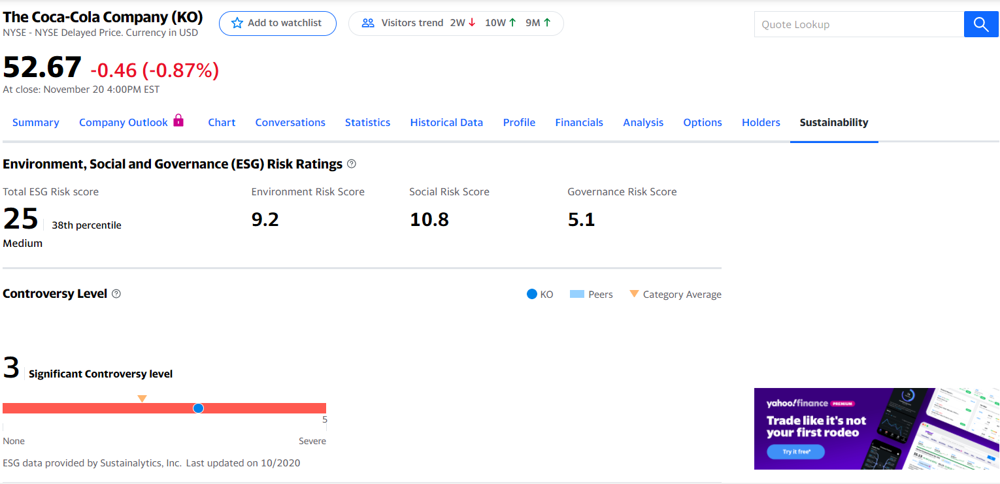 The Coca-Cola Company (KO)
NYSE - NYSE Delayed Price. Currency in USD
Add to watchlist
Visitors trend 2W↓ 10W↑ 9M↑
Quote Lookup
52.67 -0.46 (-0.87%)
At close: November 20 4:00PM EST
Summary Company Outlook Chart Conversations Statistics Historical Data Profile Financials Analysis Options Holders Sustainability
Environment, Social and Governance (ESG) Risk Ratings ?
Total ESG Risk score Environment Risk Score Social Risk Score Governance Risk Score
25 38th percentile 9.2 10.8 5.1
Medium
Controversy Level ?
KO Peers Category Average
3 Significant Controversy level
5
None Severe
ESG data provided by Sustainalytics, Inc. Last updated on 10/2020
yahoo!finance PREMIUM
Trade like it's not
your first rodeo
Try it free*